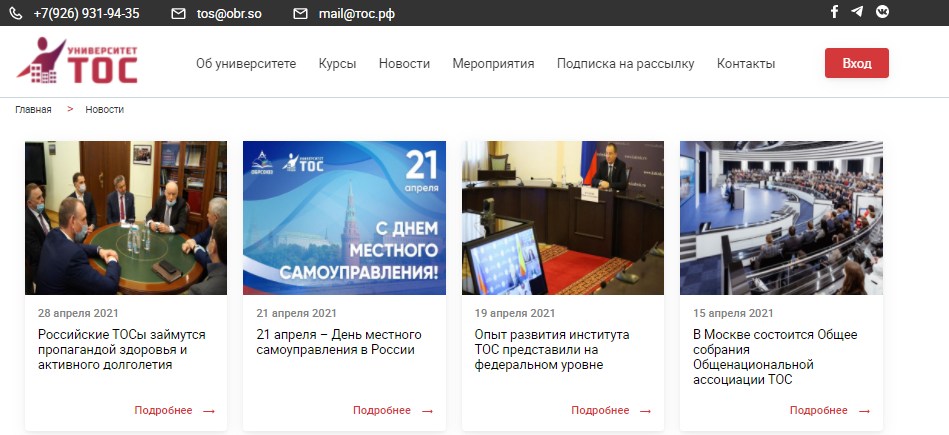 +7(926) 931-94-35 tos@obr.so mail@тос.рф
УНИВЕРСИТЕТ
ТОС
Об университете Курсы Новости Мероприятия Подписка на рассылку Контакты Вход
Главная > Новости
ОБРСОЮЗ УНИВЕРСИТЕТ ТОС
21
апреля
С ДНЕМ
МЕСТНОГО
САМОУПРАВЛЕНИЯ!
28 апреля 2021
Российские ТОСы займутся
пропагандой здоровья и
активного долголетия
Подробнее →
21 апреля 2021
21 апреля – День местного
самоуправления в России
Подробнее →
19 апреля 2021
Опыт развития института
ТОС представили на
федеральном уровне
Подробнее →
15 апреля 2021
В Москве состоится Общее
собрания
Общенациональной
ассоциации ТОС
Подробнее →